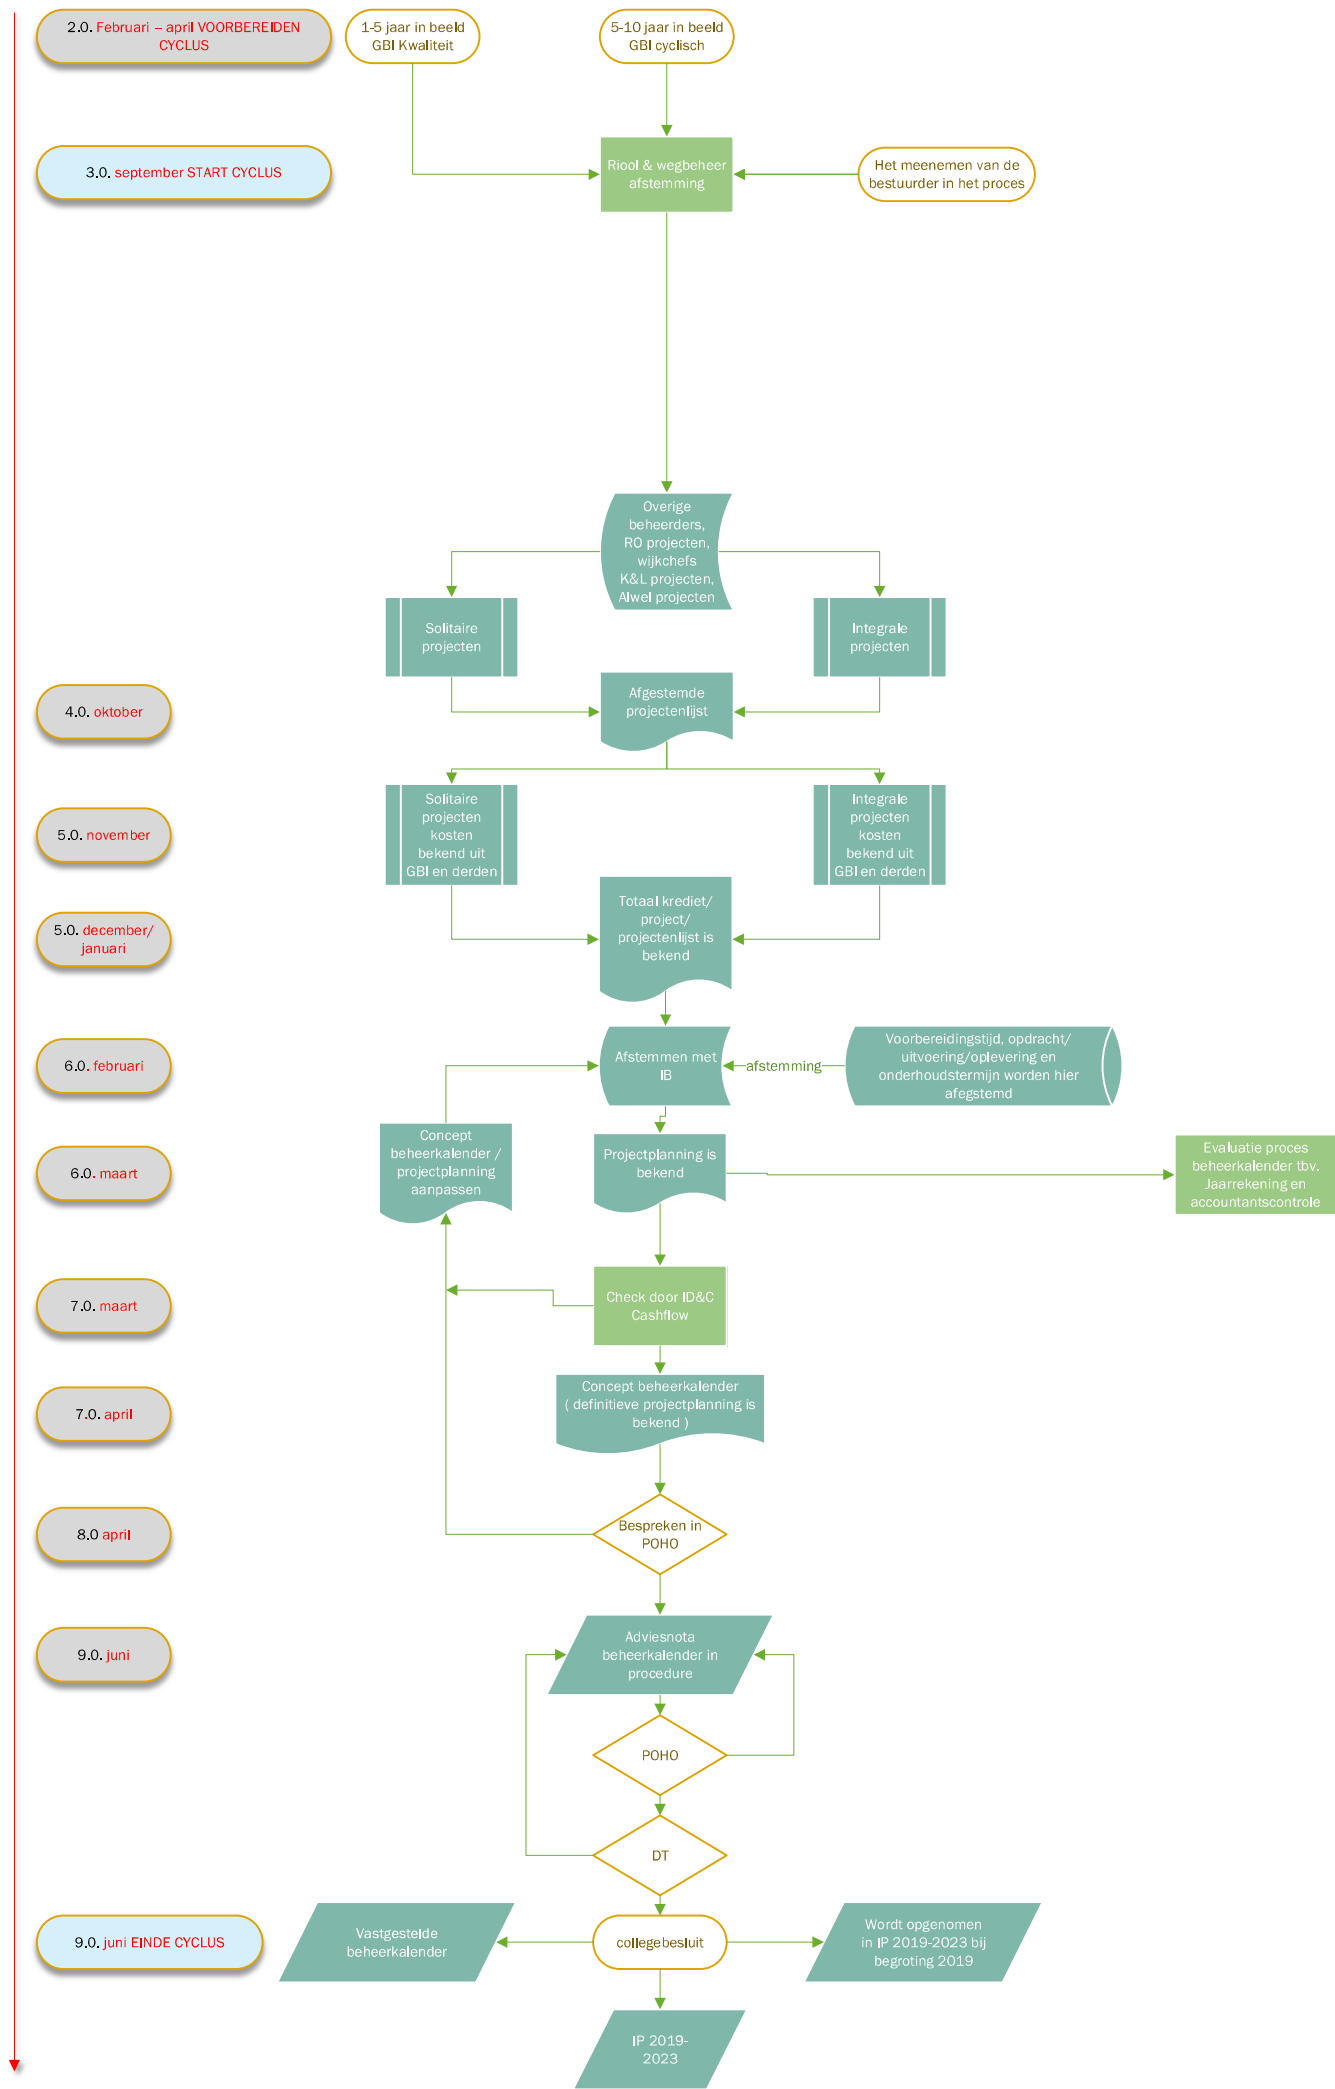 2.0. Februari – april VOORBEREIDEN
CYCLUS
1-5 jaar in beeld
GBI Kwaliteit
5-10 jaar in beeld
GBI cyclisch
3.0. september START CYCLUS
Riool & wegbeheer
afstemming
Het meenemen van de
bestuurder in het proces
Overige
beheerders,
RO projecten,
wijkchefs
K&L projecten,
Alwel projecten
Solitaire
projecten
Integrale
projecten
4.0. oktober
Afgestemde
projectenlijst
5.0. november
Solitaire
projecten
kosten
bekend uit
GBI en derden
Integrale
projecten
kosten
bekend uit
GBI en derden
5.0. december/
januari
Totaal krediet/
project/
projectenlijst is
bekend
6.0. februari
Afstemmen met
IB
afstemming
Voorbereidingstijd, opdracht/
uitvoering/oplevering en
onderhoudstermijn worden hier
afegstemd
6.0. maart
Concept
beheerkalender /
projectplanning
aanpassen
Projectplanning is
bekend
Evaluatie proces
beheerkalender tbv.
Jaarrekening en
accountantscontrole
7.0. maart
Check door ID&C
Cashflow
7.0. april
Concept beheerkalender
( definitieve projectplanning is
bekend )
8.0 april
Bespreken in
POHO
9.0. juni
Adviesnota
beheerkalender in
procedure
POHO
DT
9.0. juni EINDE CYCLUS
Vastgestelde
beheerkalender
collegebesluit
Wordt opgenomen
in IP 2019-2023 bij
begroting 2019
IP 2019-
2023